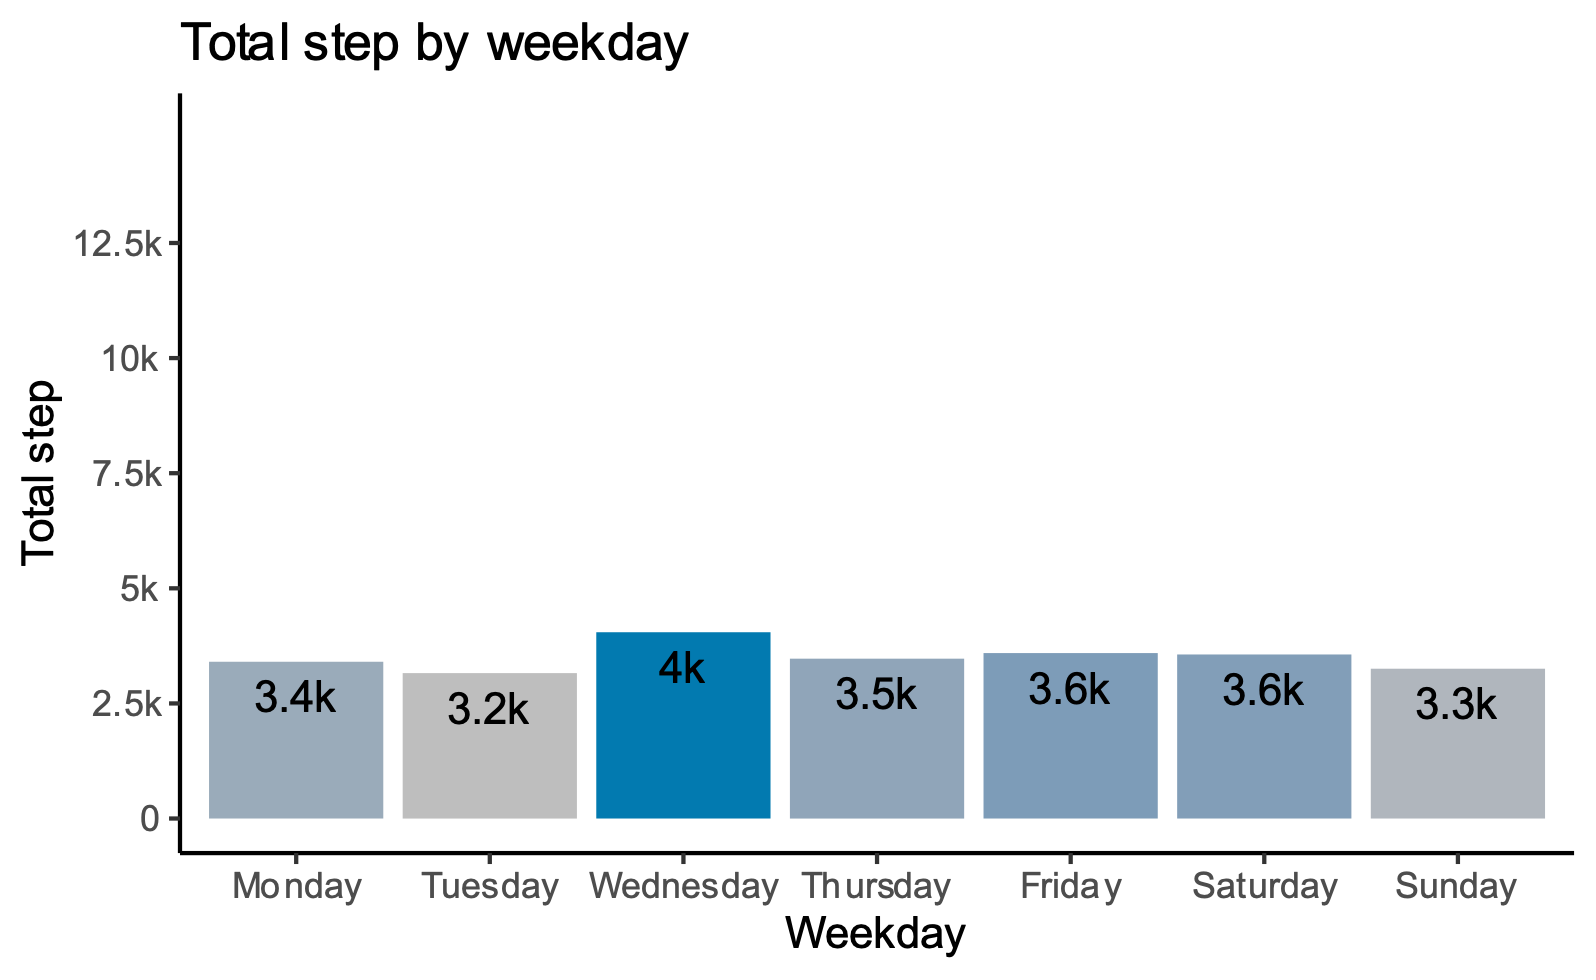 Total step by weekday
Total step
12.5k
10k
7.5k
5k
2.5k
0
3.4k
3.2k
4k
3.5k
3.6k
3.6k
3.3k
Monday
Tuesday
Wednesday
Thursday
Friday
Saturday
Sunday
Weekday